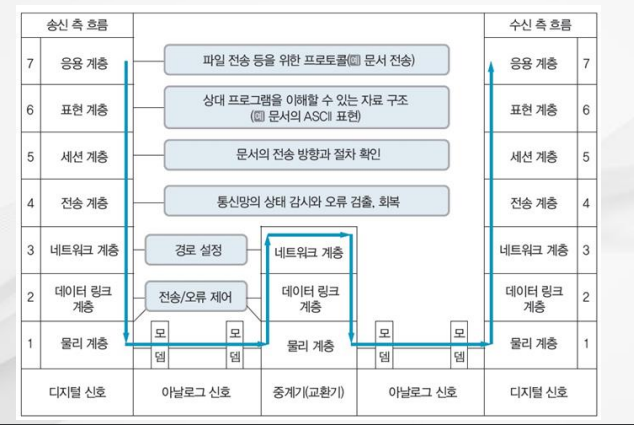 송신 측 흐름
수신 측 흐름
7 응용 계층
파일 전송 등을 위한 프로토콜(예 문서 전송)
응용 계층 7
6 표현 계층
상대 프로그램을 이해할 수 있는 자료 구조
(예 문서의 ASCII 표현)
표현 계층 6
5 세션 계층
문서의 전송 방향과 절차 확인
세션 계층 5
4 전송 계층
통신망의 상태 감시와 오류 검출, 회복
전송 계층 4
3 네트워크 계층
경로 설정
네트워크 계층
네트워크 계층 3
2 데이터 링크
계층
전송/오류 제어
데이터 링크
계층
데이터 링크
계층 2
1 물리 계층
모
뎀
모
뎀
물리 계층
모
뎀
모
뎀
물리 계층 1
디지털 신호
아날로그 신호
중계기(교환기)
아날로그 신호
디지털 신호